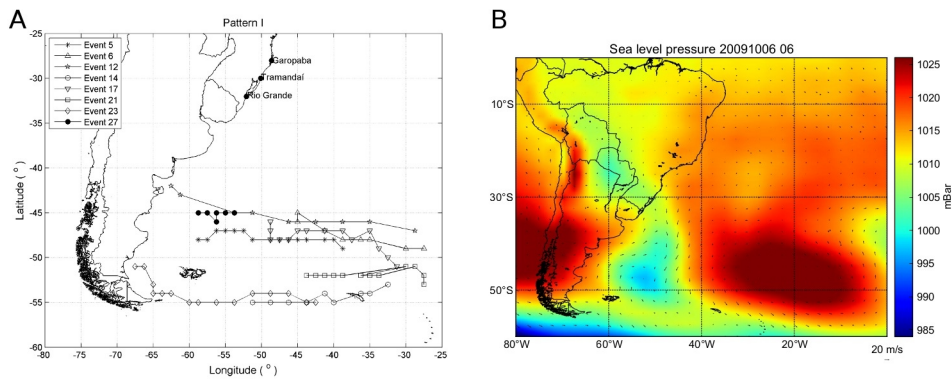 A
Pattern I
-25
-30
-35
-40
-45
-50
-55
-60
Latitude ( ° )
Event 5
Event 6
Event 12
Event 14
Event 17
Event 21
Event 23
Event 27
Garopaba
Tramandaí
Rio Grande
-80
-75
-70
-65
-60
-55
-50
-45
-40
-35
-30
-25
Longitude ( ° )
B
Sea level pressure 20091006 06
10°S
30°S
50°S
80°W
60°W
40°W
20°W
20 m/s
1025
1020
1015
1010
1005
1000
995
990
985
mBar